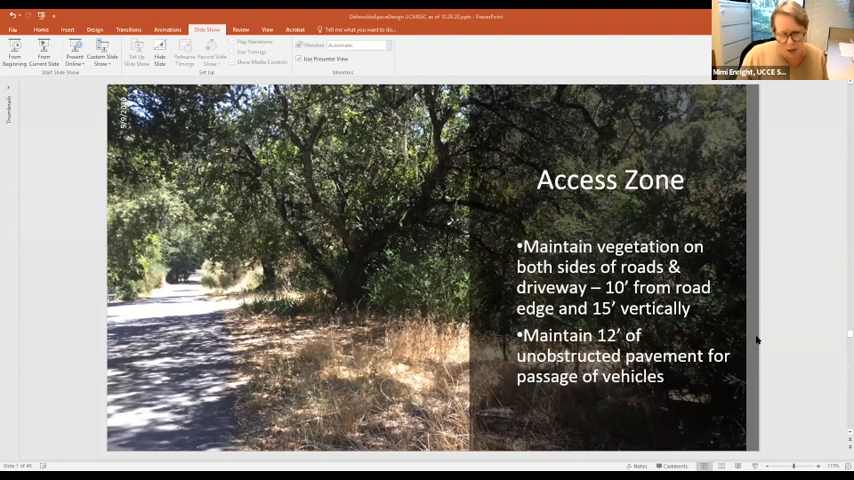 DefensibleSpaceDesign UCMGSC as of 10.26.20.pptx - PowerPoint
File
Home
Insert
Design
Transitions
Animations
Slide Show
Review
View
Acrobat
Tell me what you want to do...
From Beginning
From Current Slide
Present Online
Custom Slide Show
Set Up Slide Show
Hide Slide
Rehearse Timings
Record Slide Show
Play Narrations
Use Timings
Show Media Controls
Monitor:
Automatic
Use Presenter View
Start Slide Show
Set Up
Monitors
Mimi Enright, UCCE S...
Thumbnails
Access Zone
•Maintain vegetation on
both sides of roads &
driveway – 10’ from road
edge and 15’ vertically
•Maintain 12’ of
unobstructed pavement for
passage of vehicles
Slide 1 of 49
Notes
Comments